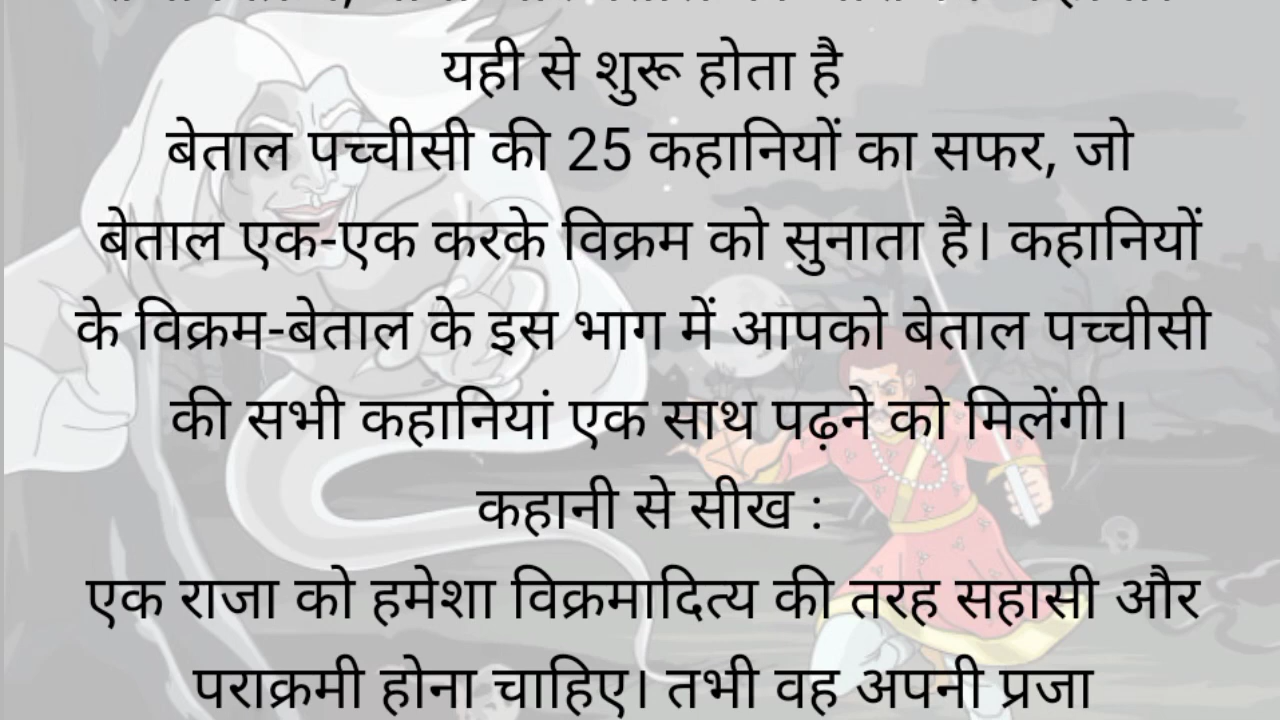 यही से शुरू होता है
बेताल पच्चीसी की 25 कहानियों का सफर, जो
बेताल एक-एक करके विक्रम को सुनाता है। कहानियों
के विक्रम-बेताल के इस भाग में आपको बेताल पच्चीसी
की सभी कहानियां एक साथ पढ़ने को मिलेंगी।
कहानी से सीख :
एक राजा को हमेशा विक्रमादित्य की तरह सहासी और
पराक्रमी होना चाहिए। तभी वह अपनी प्रजा